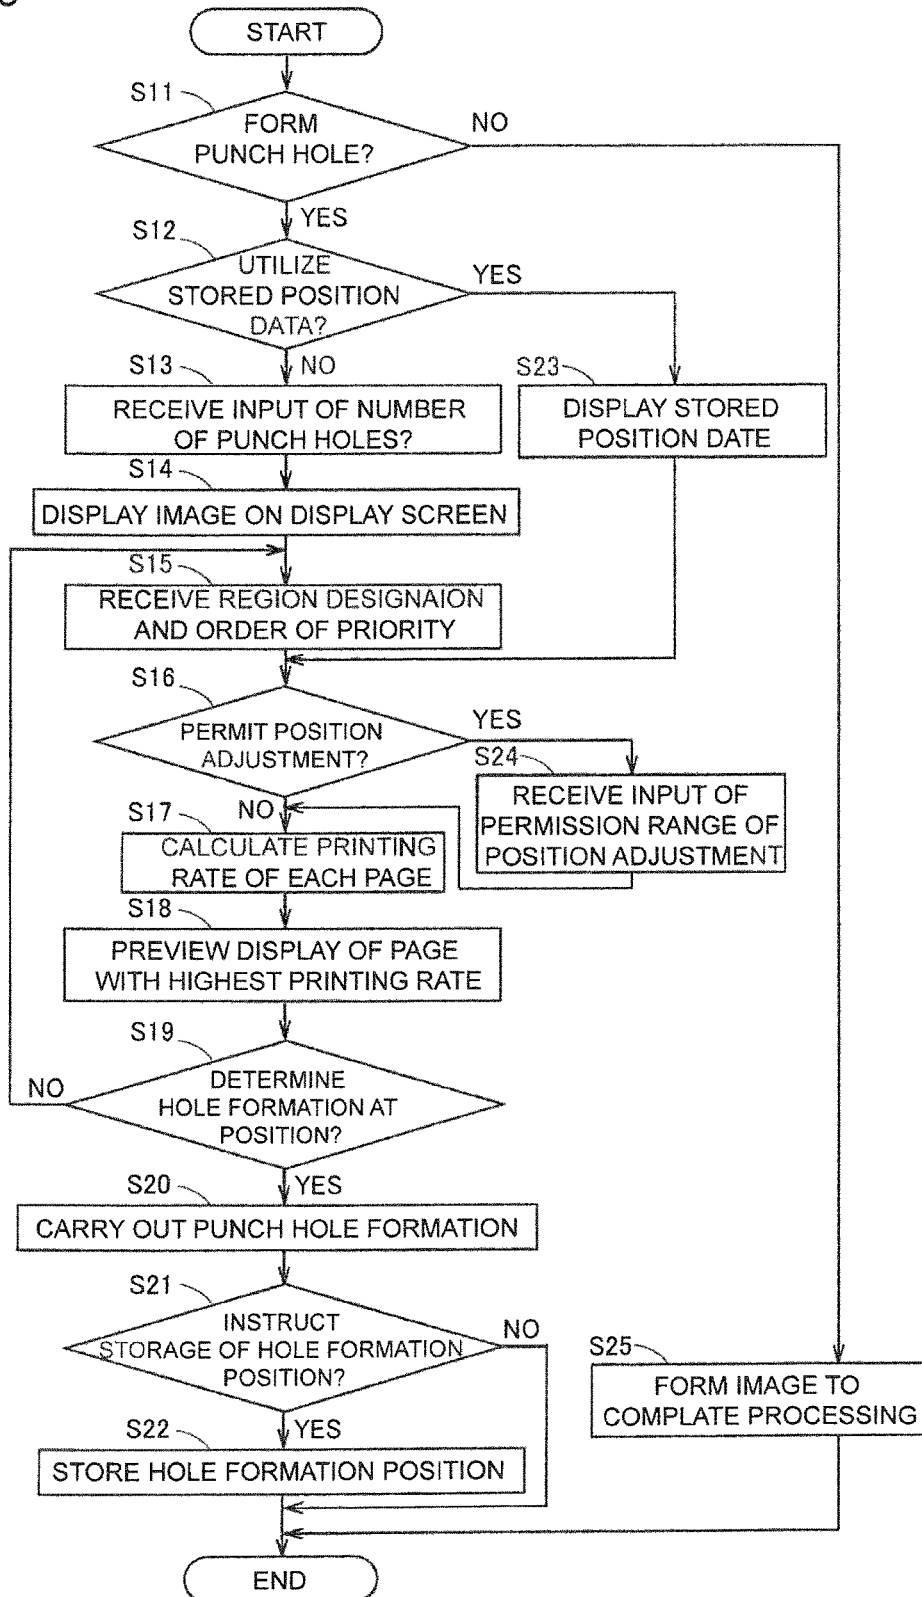 START
S11
FORM
PUNCH HOLE?
NO
YES
S12
UTILIZE
STORED POSITION
DATA?
YES
NO
S13
RECEIVE INPUT OF NUMBER
OF PUNCH HOLES?
S23
DISPLAY STORED
POSITION DATE
S14
DISPLAY IMAGE ON DISPLAY SCREEN
S15
RECEIVE REGION DESIGNAION
AND ORDER OF PRIORITY
S16
PERMIT POSITION
ADJUSTMENT?
YES
NO
S24
RECEIVE INPUT OF
PERMISSION RANGE OF
POSITION ADJUSTMENT
S17
CALCULATE PRINTING
RATE OF EACH PAGE
S18
PREVIEW DISPLAY OF PAGE
WITH HIGHEST PRINTING RATE
S19
DETERMINE
HOLE FORMATION AT
POSITION?
NO
YES
S20
CARRY OUT PUNCH HOLE FORMATION
S21
INSTRUCT
STORAGE OF HOLE FORMATION
POSITION?
NO
YES
S25
FORM IMAGE TO
COMPLATE PROCESSING
S22
STORE HOLE FORMATION POSITION
END